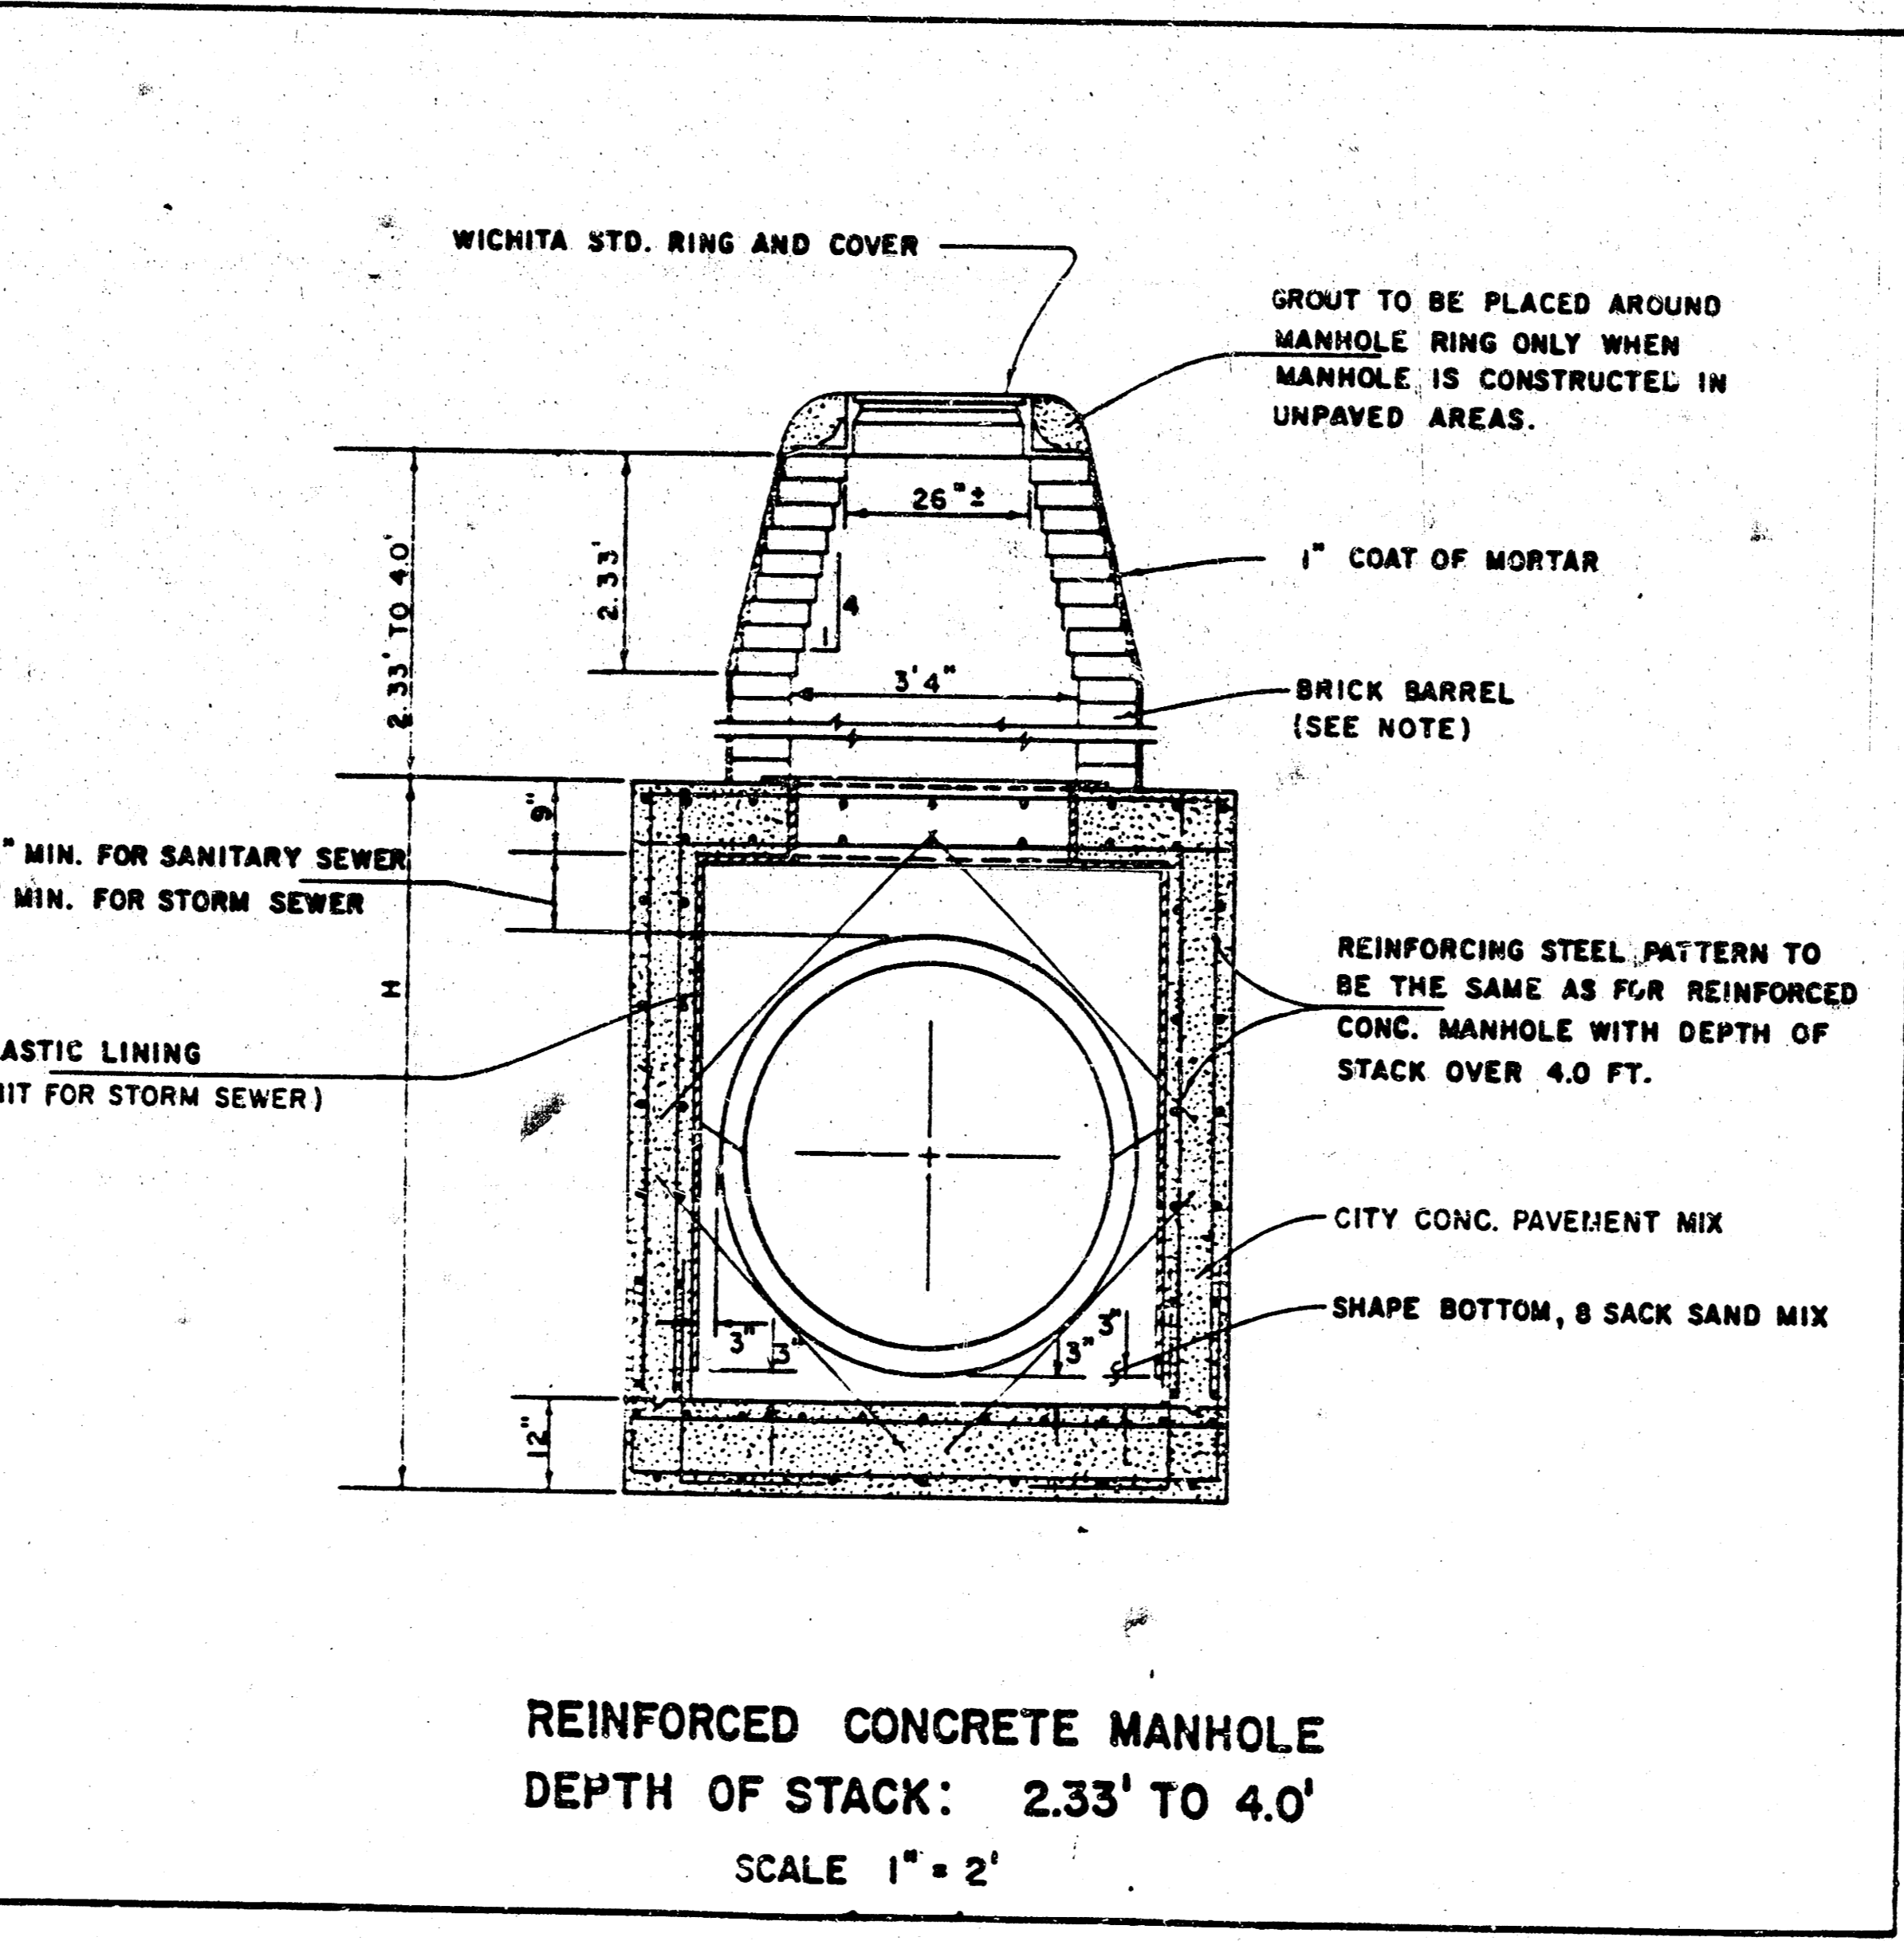 WICHITA STD. RING AND COVER
GROUT TO BE PLACED AROUND
MANHOLE RING ONLY WHEN
MANHOLE IS CONSTRUCTED IN
UNPAVED AREAS.
26"±
2.33'
2.33' TO 4.0'
1" COAT OF MORTAR
4
1
3'4"
BRICK BARREL
(SEE NOTE)
9"
" MIN. FOR SANITARY SEWER
MIN. FOR STORM SEWER
H
REINFORCING STEEL PATTERN TO
BE THE SAME AS FOR REINFORCED
CONC. MANHOLE WITH DEPTH OF
STACK OVER 4.0 FT.
ASTIC LINING
IT FOR STORM SEWER)
CITY CONC. PAVEMENT MIX
SHAPE BOTTOM, 8 SACK SAND MIX
3"
3"
3"
3"
12"
REINFORCED CONCRETE MANHOLE
DEPTH OF STACK: 2.33' TO 4.0'
SCALE 1" = 2'